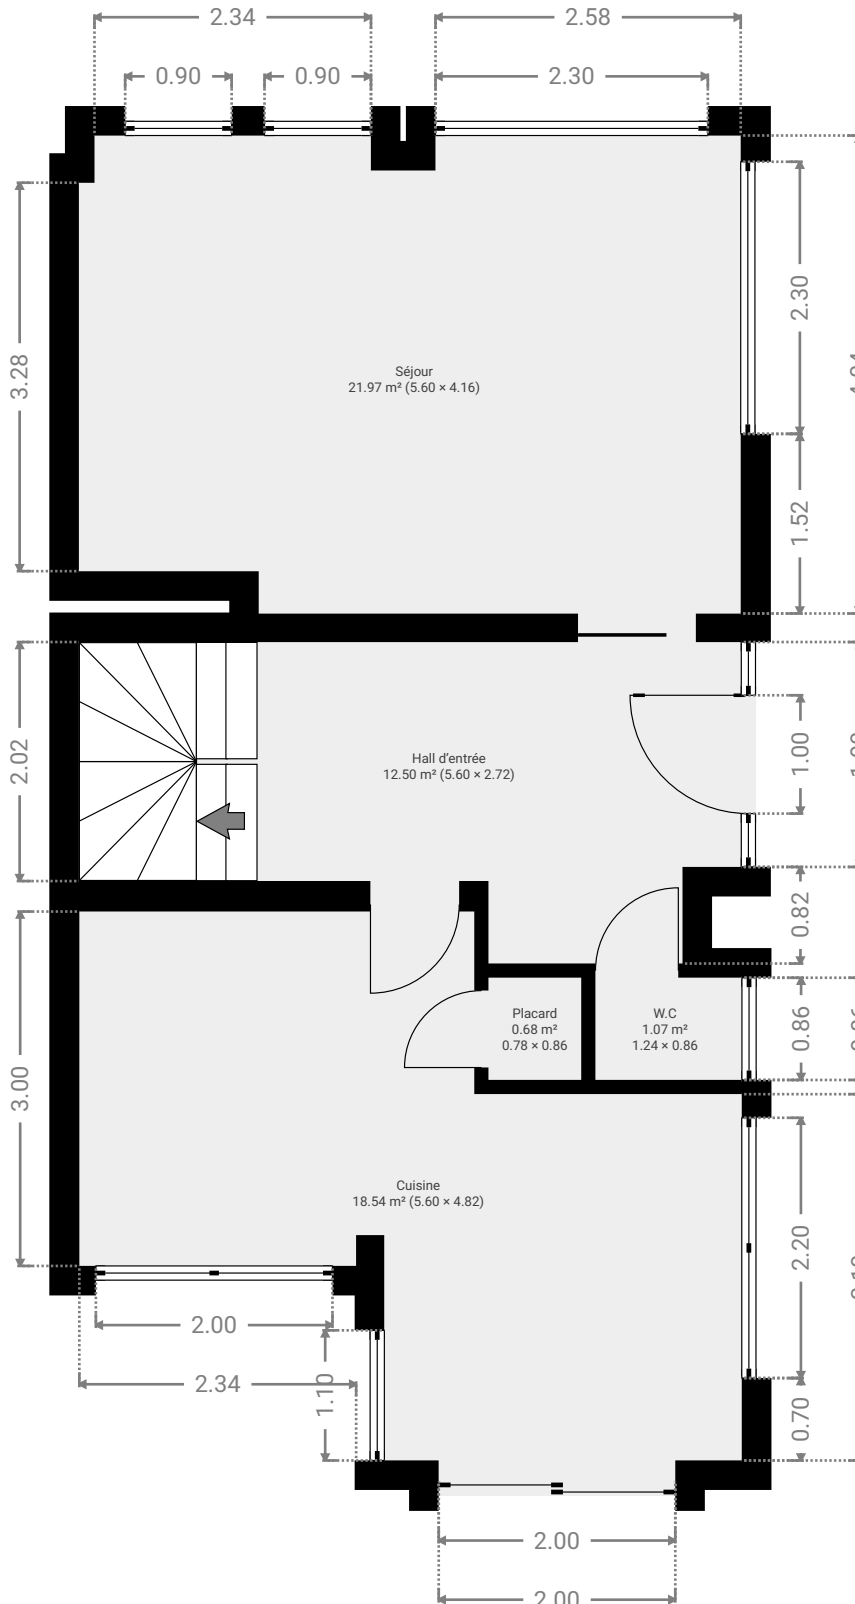 2.34
2.58
0.90
0.90
2.30
3.28
2.30
Séjour
21.97 m² (5.60 × 4.16)
1.52
2.02
Hall d'entrée
12.50 m² (5.60 × 2.72)
1.00
0.82
Placard
0.68 m²
0.78 × 0.86
W.C
1.07 m²
1.24 × 0.86
0.86
3.00
Cuisine
18.54 m² (5.60 × 4.82)
2.20
2.00
2.34
1.10
0.70
2.00
2.00